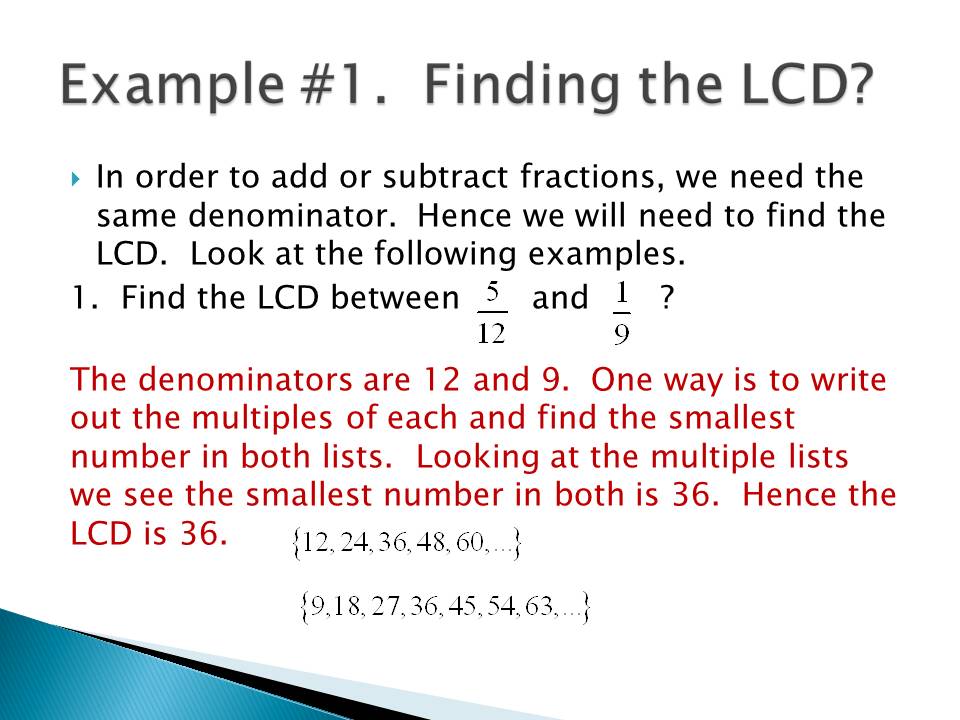 Example #1. Finding the LCD?
In order to add or subtract fractions, we need the
same denominator. Hence we will need to find the
LCD. Look at the following examples.
1. Find the LCD between 5/12 and 1/9 ?
The denominators are 12 and 9. One way is to write
out the multiples of each and find the smallest
number in both lists. Looking at the multiple lists
we see the smallest number in both is 36. Hence the
LCD is 36.
{12, 24, 36, 48, 60, ...}
{9,18, 27, 36, 45, 54, 63, ...}